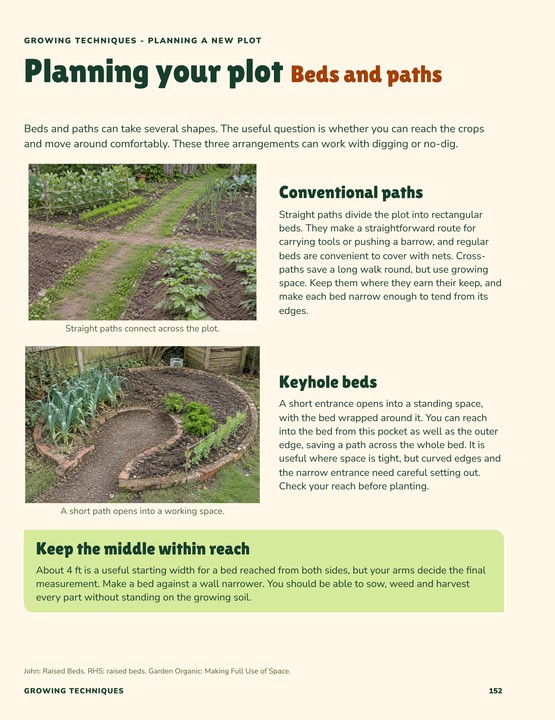 GROWING TECHNIQUES - PLANNING A NEW PLOT
Planning your plot Beds and paths
Beds and paths can take several shapes. The useful question is whether you can reach the crops
and move around comfortably. These three arrangements can work with digging or no-dig.
Conventional paths
Straight paths divide the plot into rectangular
beds. They make a straightforward route for
carrying tools or pushing a barrow, and regular
beds are convenient to cover with nets. Cross-
paths save a long walk round, but use growing
space. Keep them where they earn their keep, and
make each bed narrow enough to tend from its
edges.
Straight paths connect across the plot.
Keyhole beds
A short entrance opens into a standing space,
with the bed wrapped around it. You can reach
into the bed from this pocket as well as the outer
edge, saving a path across the whole bed. It is
useful where space is tight, but curved edges and
the narrow entrance need careful setting out.
Check your reach before planting.
A short path opens into a working space.
Keep the middle within reach
About 4 ft is a useful starting width for a bed reached from both sides, but your arms decide the final
measurement. Make a bed against a wall narrower. You should be able to sow, weed and harvest
every part without standing on the growing soil.
John: Raised Beds. RHS: raised beds. Garden Organic: Making Full Use of Space.
GROWING TECHNIQUES
152